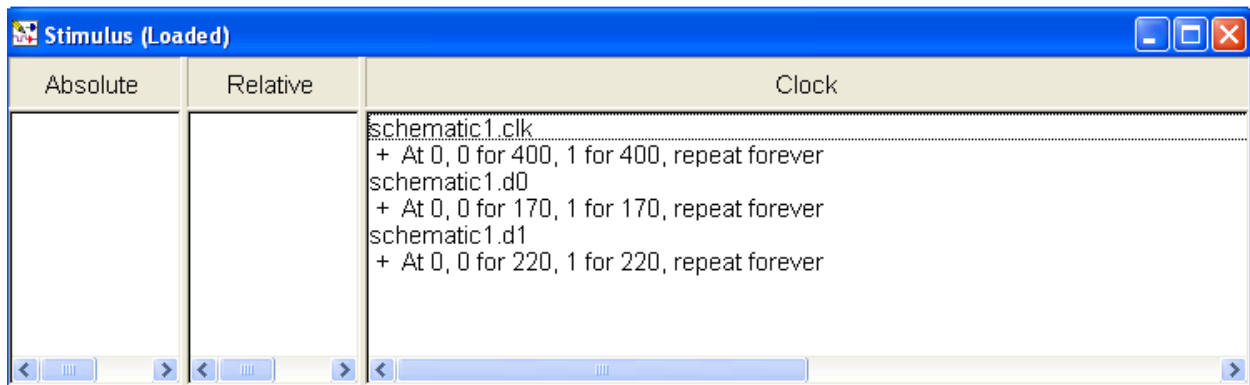 Stimulus (Loaded)
Absolute Relative Clock
schematic1.clk
+ At 0, 0 for 400, 1 for 400, repeat forever
schematic1.d0
+ At 0, 0 for 170, 1 for 170, repeat forever
schematic1.d1
+ At 0, 0 for 220, 1 for 220, repeat forever